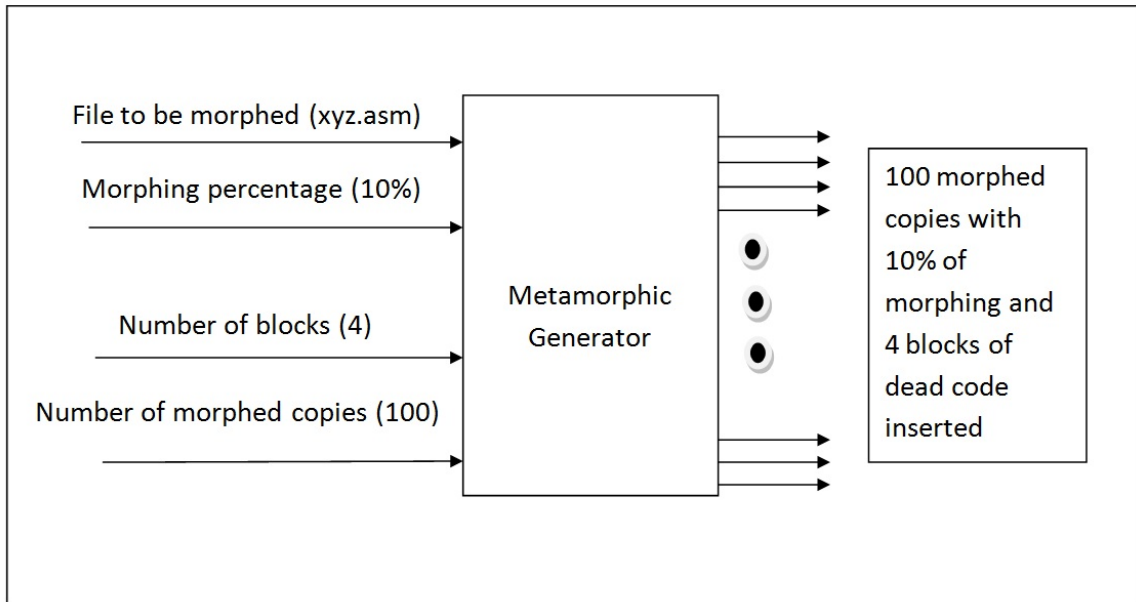 File to be morphed (xyz.asm)
Morphing percentage (10%)
Number of blocks (4)
Number of morphed copies (100)
Metamorphic
Generator
100 morphed
copies with
10% of
morphing and
4 blocks of
dead code
inserted